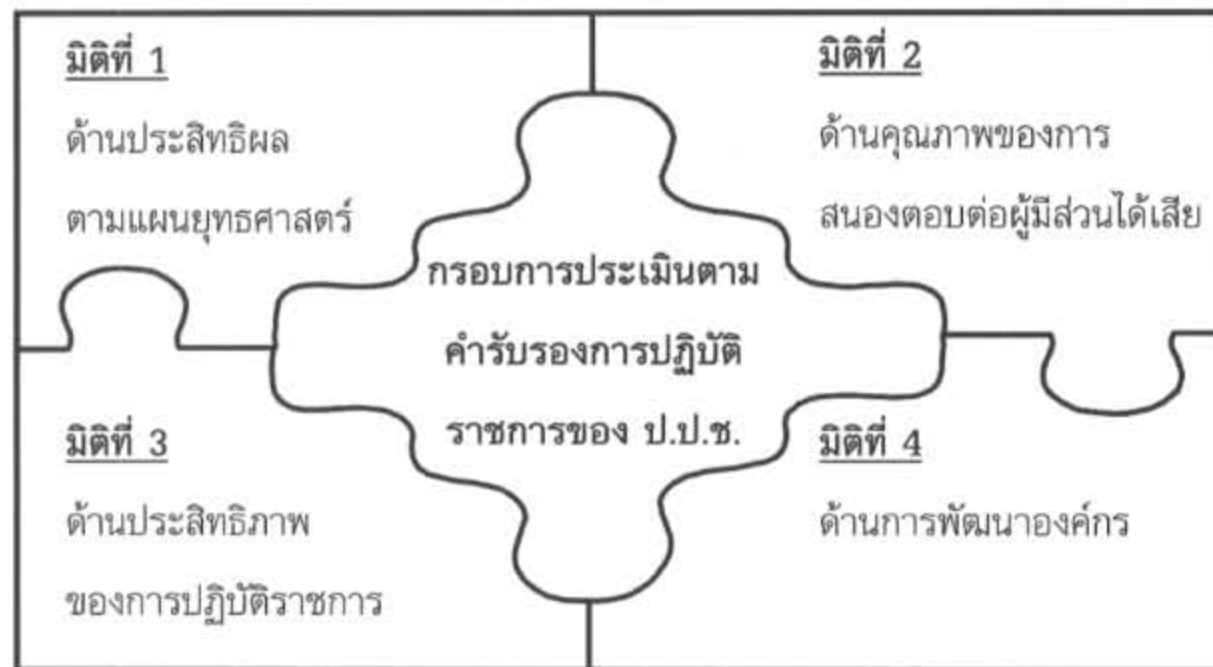 มิติที่ 1
ด้านประสิทธิผล
ตามแผนยุทธศาสตร์
มิติที่ 2
ด้านคุณภาพของการ
สนองตอบต่อผู้มีส่วนได้เสีย
กรอบการประเมินตาม
คำรับรองการปฏิบัติ
ราชการของ ป.ป.ช.
มิติที่ 3
ด้านประสิทธิภาพ
ของการปฏิบัติราชการ
มิติที่ 4
ด้านการพัฒนาองค์กร